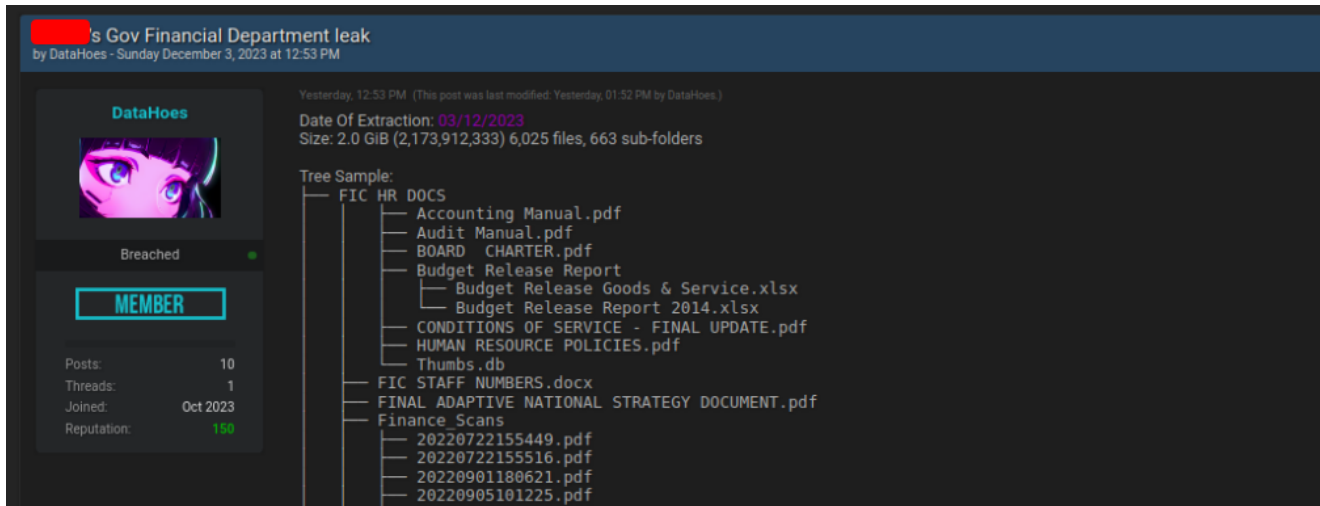 's Gov Financial Department leak
by DataHoes - Sunday December 3, 2023 at 12:53 PM
DataHoes
Breached
MEMBER
Posts: 10
Threads: 1
Joined: Oct 2023
Reputation: 150
Yesterday, 12:53 PM (This post was last modified: Yesterday, 01:52 PM by DataHoes.)
Date Of Extraction: 03/12/2023
Size: 2.0 GiB (2,173,912,333) 6,025 files, 663 sub-folders
Tree Sample:
├── FIC HR DOCS
│   │   ├── Accounting Manual.pdf
│   │   ├── Audit Manual.pdf
│   │   ├── BOARD  CHARTER.pdf
│   │   ├── Budget Release Report
│   │   │   ├── Budget Release Goods & Service.xlsx
│   │   │   └── Budget Release Report 2014.xlsx
│   │   ├── CONDITIONS OF SERVICE - FINAL UPDATE.pdf
│   │   ├── HUMAN RESOURCE POLICIES.pdf
│   │   └── Thumbs.db
│   ├── FIC STAFF NUMBERS.docx
│   ├── FINAL ADAPTIVE NATIONAL STRATEGY DOCUMENT.pdf
│   ├── Finance_Scans
│   │   ├── 20220722155449.pdf
│   │   ├── 20220722155516.pdf
│   │   ├── 20220901180621.pdf
│   │   ├── 20220905101225.pdf